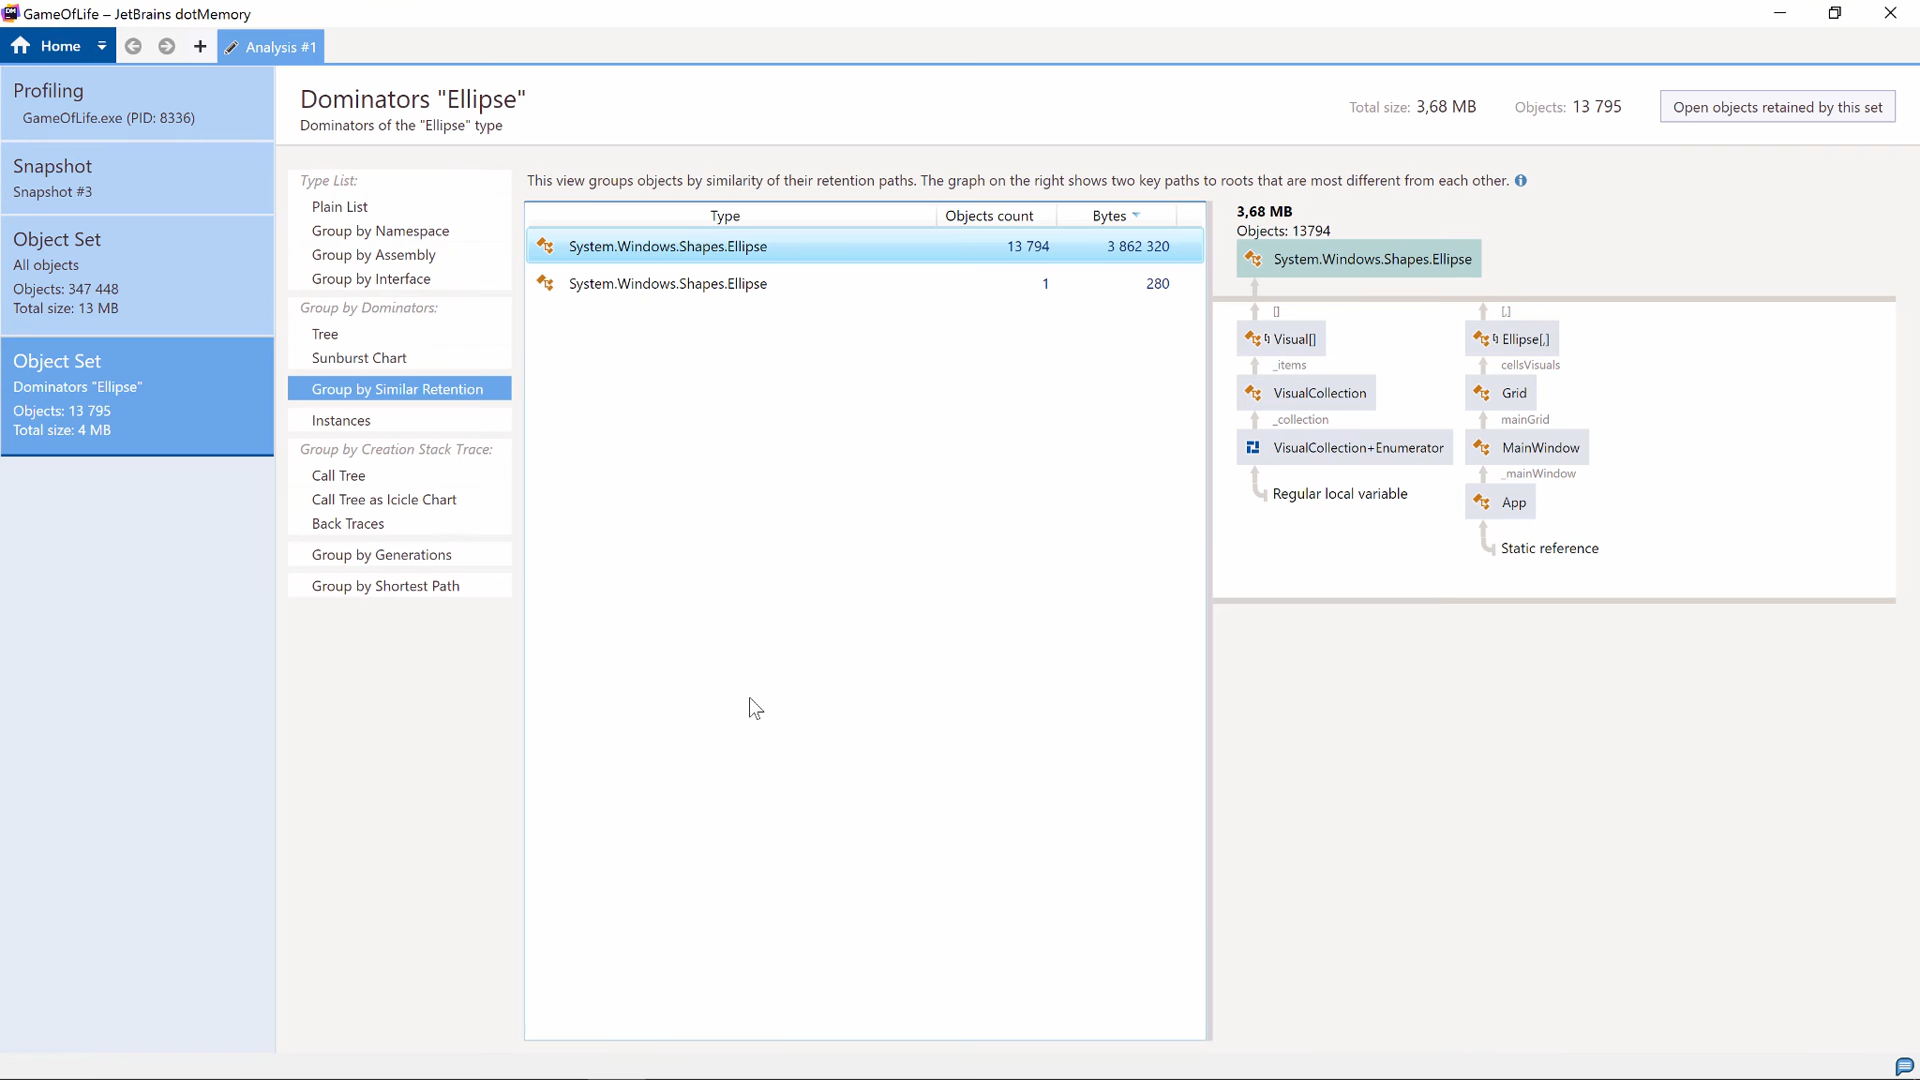 GameOfLife – JetBrains dotMemory
Home
Analysis #1
Profiling
GameOfLife.exe (PID: 8336)
Snapshot
Snapshot #3
Object Set
All objects
Objects: 347 448
Total size: 13 MB
Object Set
Dominators "Ellipse"
Objects: 13 795
Total size: 4 MB
Dominators "Ellipse"
Dominators of the "Ellipse" type
Total size: 3,68 MB
Objects: 13 795
Open objects retained by this set
Type List:
Plain List
Group by Namespace
Group by Assembly
Group by Interface
Group by Dominators:
Tree
Sunburst Chart
Group by Similar Retention
Instances
Group by Creation Stack Trace:
Call Tree
Call Tree as Icicle Chart
Back Traces
Group by Generations
Group by Shortest Path
This view groups objects by similarity of their retention paths. The graph on the right shows two key paths to roots that are most different from each other.
Type Objects count Bytes
System.Windows.Shapes.Ellipse 13 794 3 862 320
System.Windows.Shapes.Ellipse 1 280
3,68 MB
Objects: 13794
System.Windows.Shapes.Ellipse
[]
Visual[]
_items
VisualCollection
_collection
VisualCollection+Enumerator
Regular local variable
[,]
Ellipse[,]
cellsVisuals
Grid
mainGrid
MainWindow
_mainWindow
App
Static reference